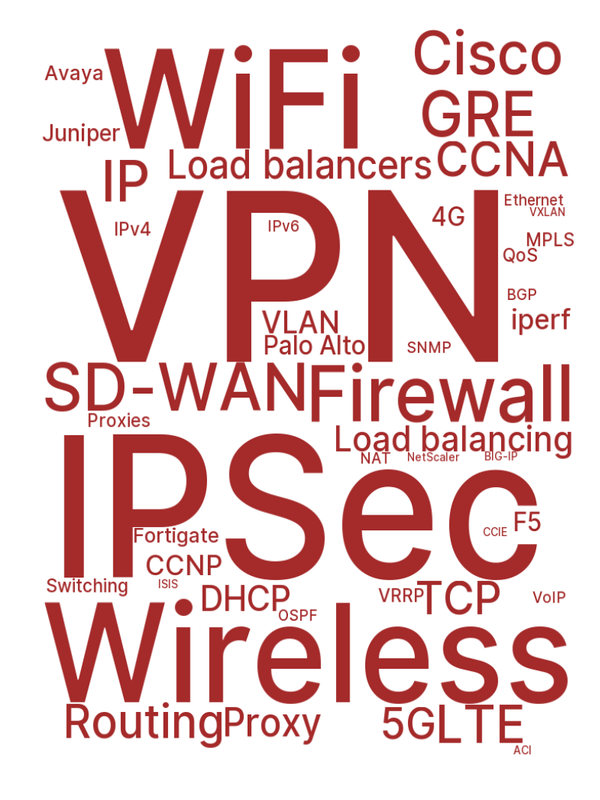 Cisco
WiFi
Avaya
GRE
Juniper
CCNA
Load balancers
IP
VPN
Ethernet
VXLAN
4G
IPv4
IPv6
MPLS
QoS
BGP
iperf
VLAN
Palo Alto
SNMP
SD-WAN
Firewall
Proxies
Load balancing
NAT
NetScaler
BIG-IP
IPSec
F5
CCIE
Fortigate
CCNP
ISIS
Switching
DHCP
VRRP
TCP
VoIP
OSPF
Wireless
Routing
Proxy
5G
LTE
ACI